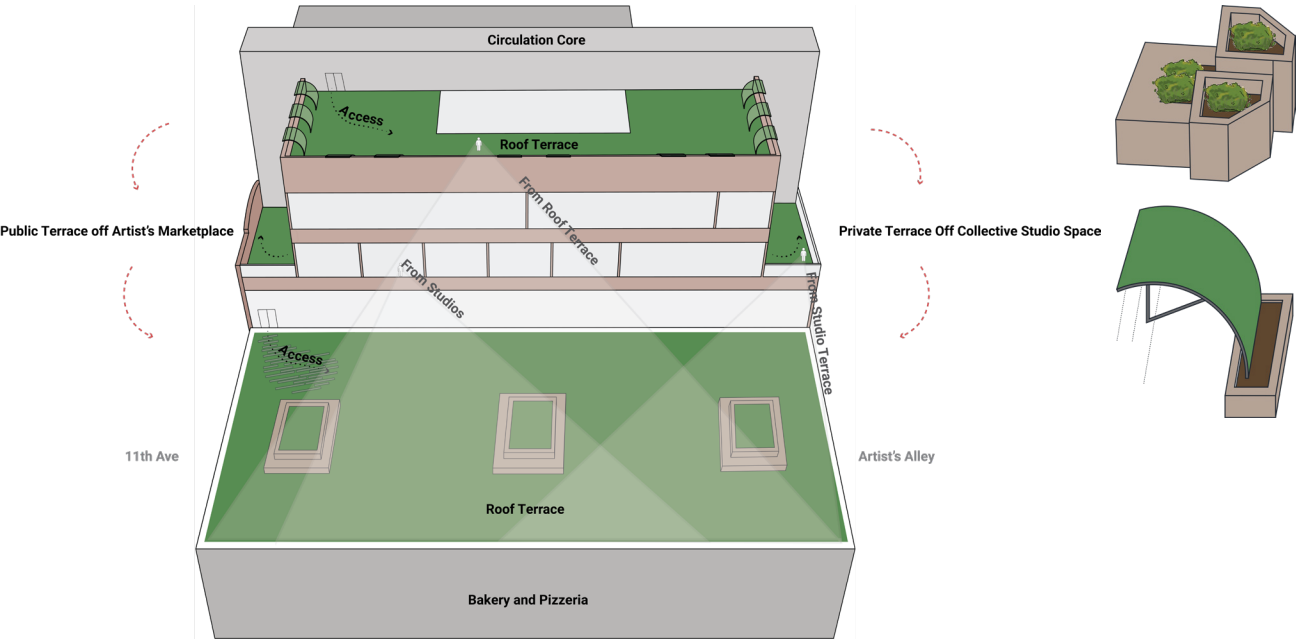 Circulation Core
Access
Roof Terrace
From Roof Terrace
Public Terrace off Artist's Marketplace
Private Terrace Off Collective Studio Space
From Studios
From Studio Terrace
Access
11th Ave
Artist's Alley
Roof Terrace
Bakery and Pizzeria